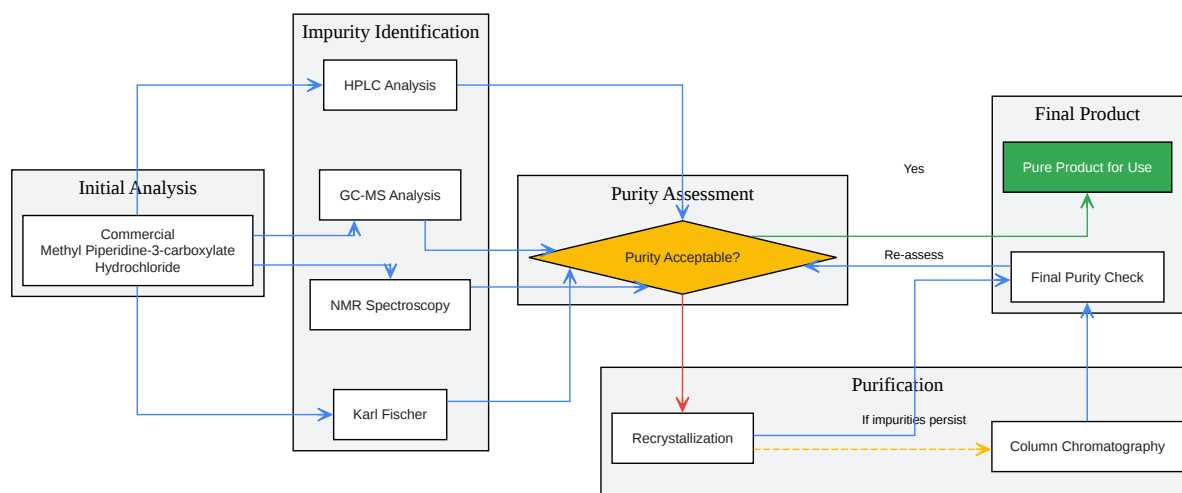 Impurity Identification
HPLC Analysis
GC-MS Analysis
NMR Spectroscopy
Karl Fischer
Initial Analysis
Commercial
Methyl Piperidine-3-carboxylate
Hydrochloride
Purity Assessment
Purity Acceptable?
Yes
Re-assess
Final Product
Pure Product for Use
Final Purity Check
Purification
If impurities persist
Recrystallization
Column Chromatography